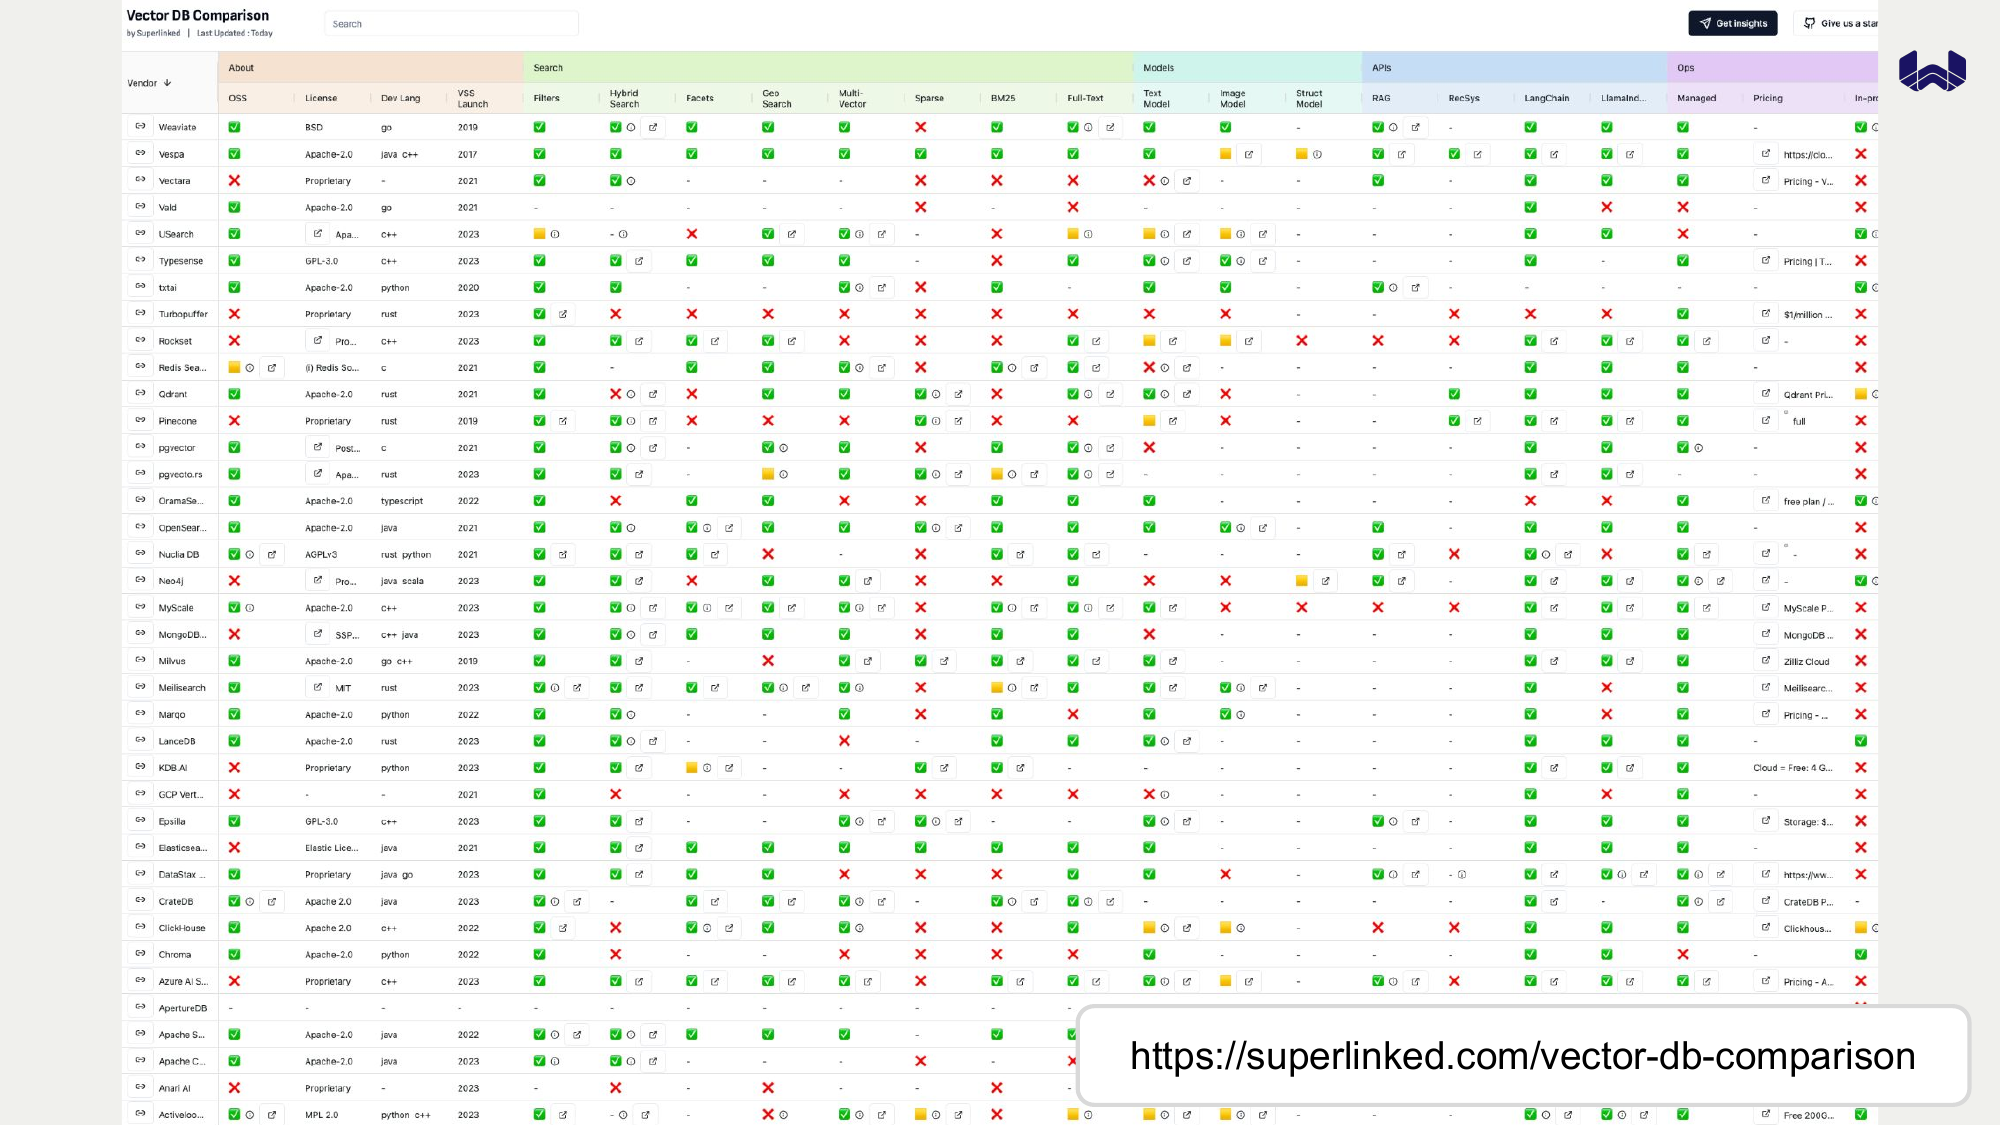 Vector DB Comparison
by Superlinked | Last Updated : Today
Search
Get Insights
Give us a star
Vendor
About Search Models APIs Ops
OSS License Dev Lang VSS Launch Filters Hybrid Search Facets Geo Search Multi-Vector Sparse BM25 Full-Text Text Model Image Model Struct Model RAG RecSys LangChain LlamaInd... Managed Pricing In-pro
Weaviate BSD go 2019 - - -
Vespa Apache-2.0 java c++ 2017 https://clo...
Vectara Proprietary - 2021 - - - - - - Pricing - V...
Vald Apache-2.0 go 2021 - - - - - - - - - - - -
USearch Apa... c++ 2023 - - - - - -
Typesense GPL-3.0 c++ 2023 - - - - - Pricing | T...
txtai Apache-2.0 python 2020 - - - - - - - -
Turbopuffer Proprietary rust 2023 - - $1/million ...
Rockset Pro... c++ 2023 -
Redis Sea... (i) Redis So... c 2021 - - - - - -
Qdrant Apache-2.0 rust 2021 - - Qdrant Pri...
Pinecone Proprietary rust 2019 - - full
pgvector Post... c 2021 - - - - - -
pgvecto.rs Apa... rust 2023 - - - - - - - -
OramaSe... Apache-2.0 typescript 2022 - - - - free plan / ...
OpenSear... Apache-2.0 java 2021 - - -
Nuclia DB AGPLv3 rust python 2021 - - - - -
Neo4j Pro... java scala 2023 - -
MyScale Apache-2.0 c++ 2023 MyScale P...
MongoDB... SSP... c++ java 2023 - - - - MongoDB ...
Milvus Apache-2.0 go c++ 2019 - - - - - Zilliz Cloud
Meilisearch MIT rust 2023 - - - Meilisearc...
Marqo Apache-2.0 python 2022 - - - - - Pricing - ...
LanceDB Apache-2.0 rust 2023 - - - - - - - -
KDB.AI Proprietary python 2023 - - - - - - - - Cloud = Free: 4 G...
GCP Vert... - - 2021 - - - - - - -
Epsilla GPL-3.0 c++ 2023 - - - - - - - Storage: $...
Elasticsea... Elastic Lice... java 2021 - - - - -
DataStax ... Proprietary java go 2023 - - https://ww...
CrateDB Apache 2.0 java 2023 - - - - - - - - CrateDB P...  -
ClickHouse Apache 2.0 c++ 2022 - Clickhous...
Chroma Apache-2.0 python 2022 - - - - - - -
Azure AI S... Proprietary c++ 2023 - Pricing - A...
ApertureDB - - - - - - - - - - - -
Apache S... Apache-2.0 java 2022 -
Apache C... Apache-2.0 java 2023 - - - -
Anari AI Proprietary - 2023 - - - - -
Activeloo... MPL 2.0 python c++ 2023 - - - - - Free 200G...
https://superlinked.com/vector-db-comparison